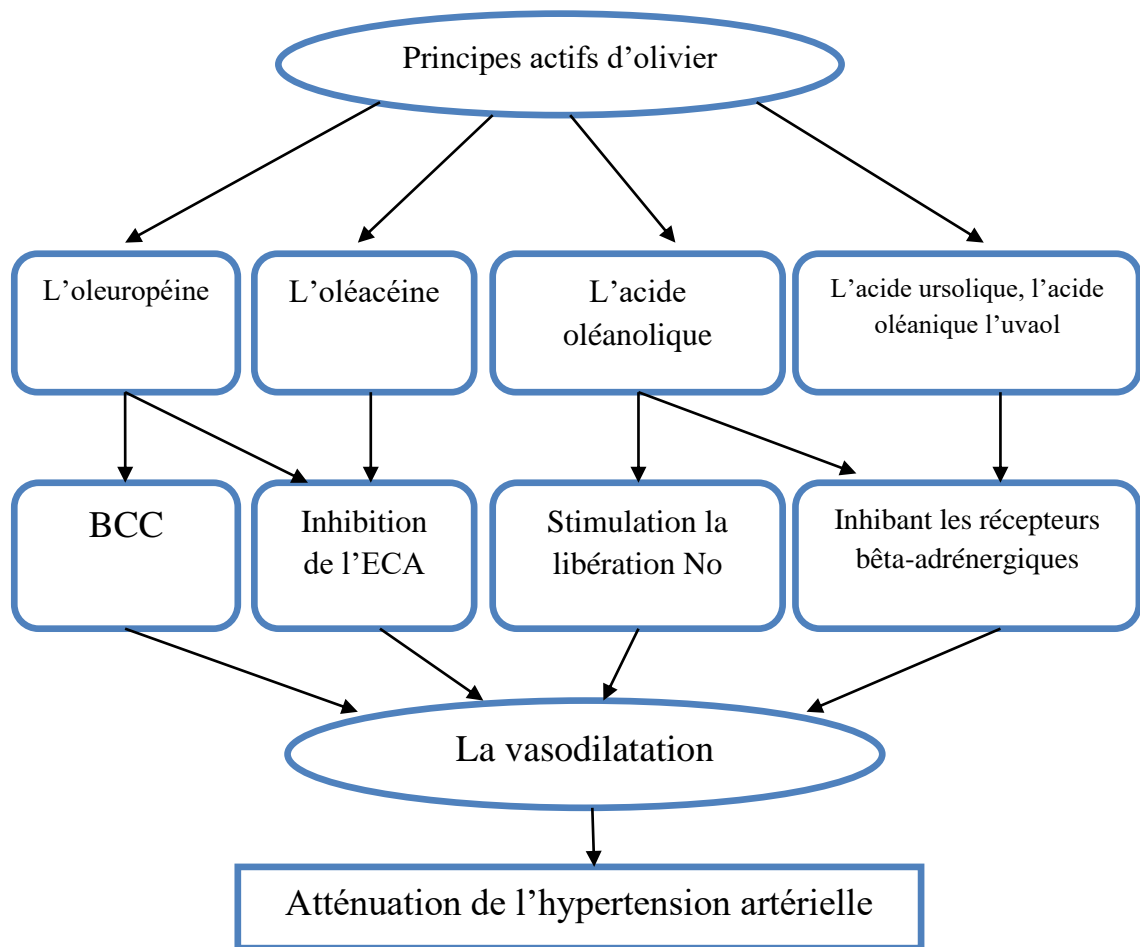 Principes actifs d’olivier
L’oleuropéine
L’oléacéine
L’acide
oléanolique
L’acide ursolique, l’acide
oléanique l’uvaol
BCC
Inhibition
de l’ECA
Stimulation la
libération No
Inhibant les récepteurs
bêta-adrénergiques
La vasodilatation
Atténuation de l’hypertension artérielle